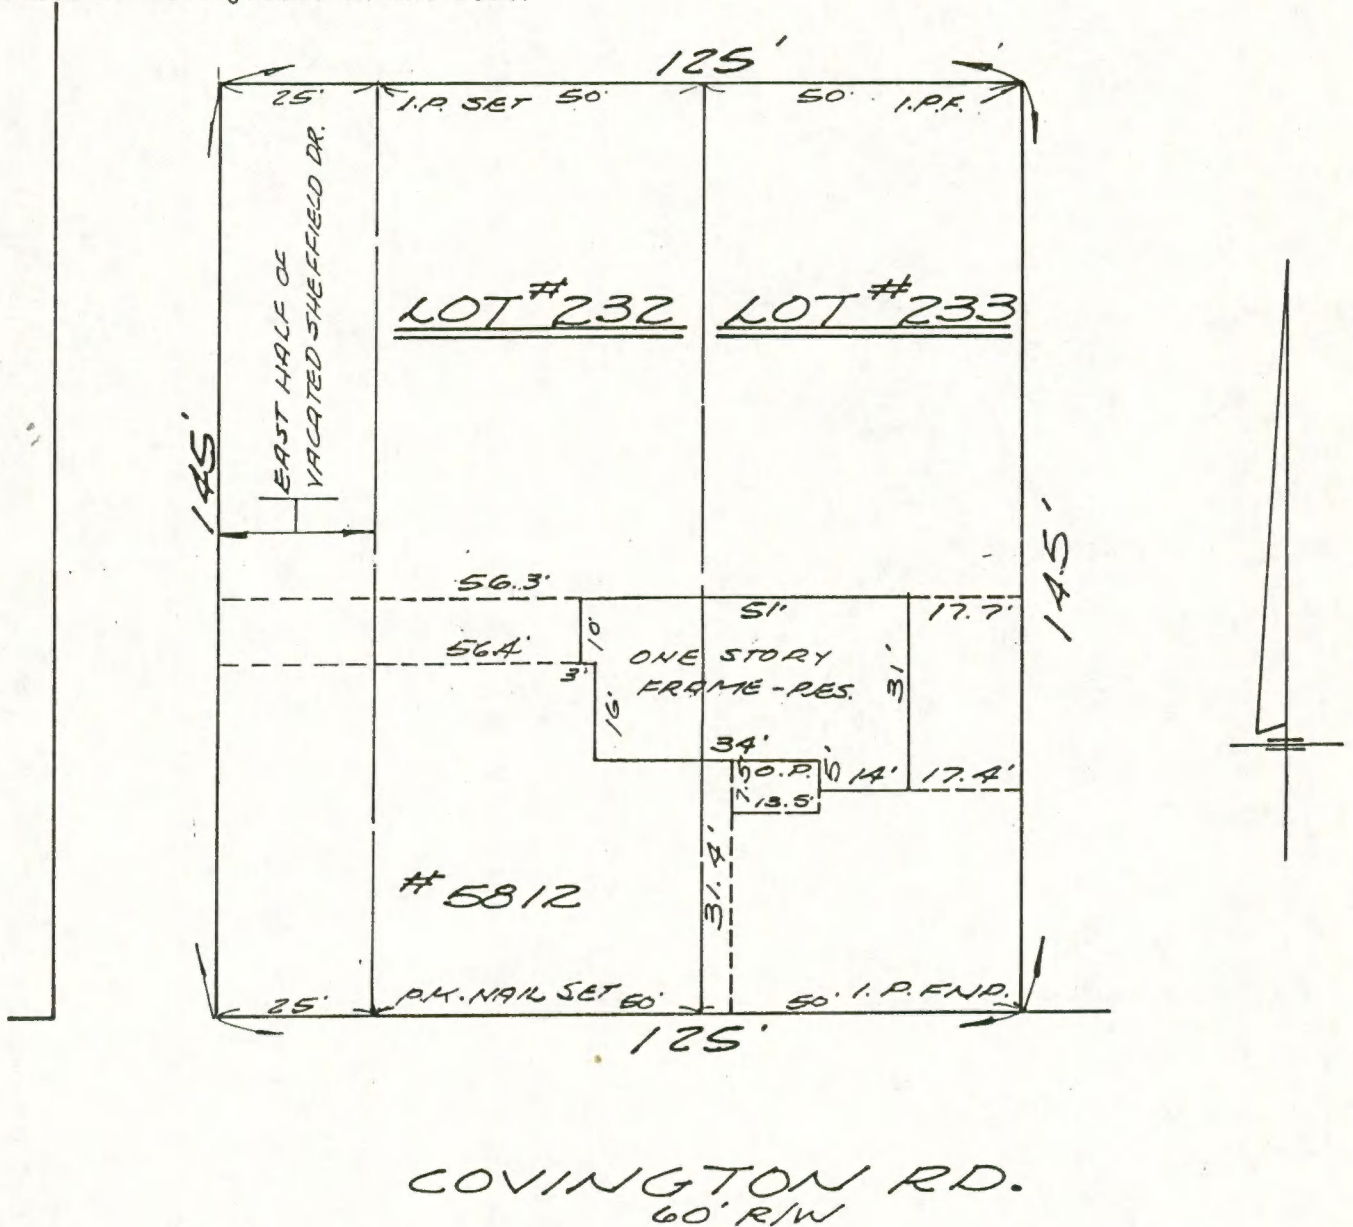 125'
25'
I.P. SET
50'
50'
I.P.F.
EAST HALF OF
VACATED SHEFFIELD DR.
LOT #232
LOT #233
145'
145'
56.3'
51'
17.7'
56.4'
10'
3'
ONE STORY
FRAME-RES.
31'
16'
34'
7.5'
O.P.
5'
14'
17.4'
13.5'
31.4'
# 5812
25'
P.K. NAIL SET
50'
50'
I.P. FND.
125'
COVINGTON RD.
60' R/W